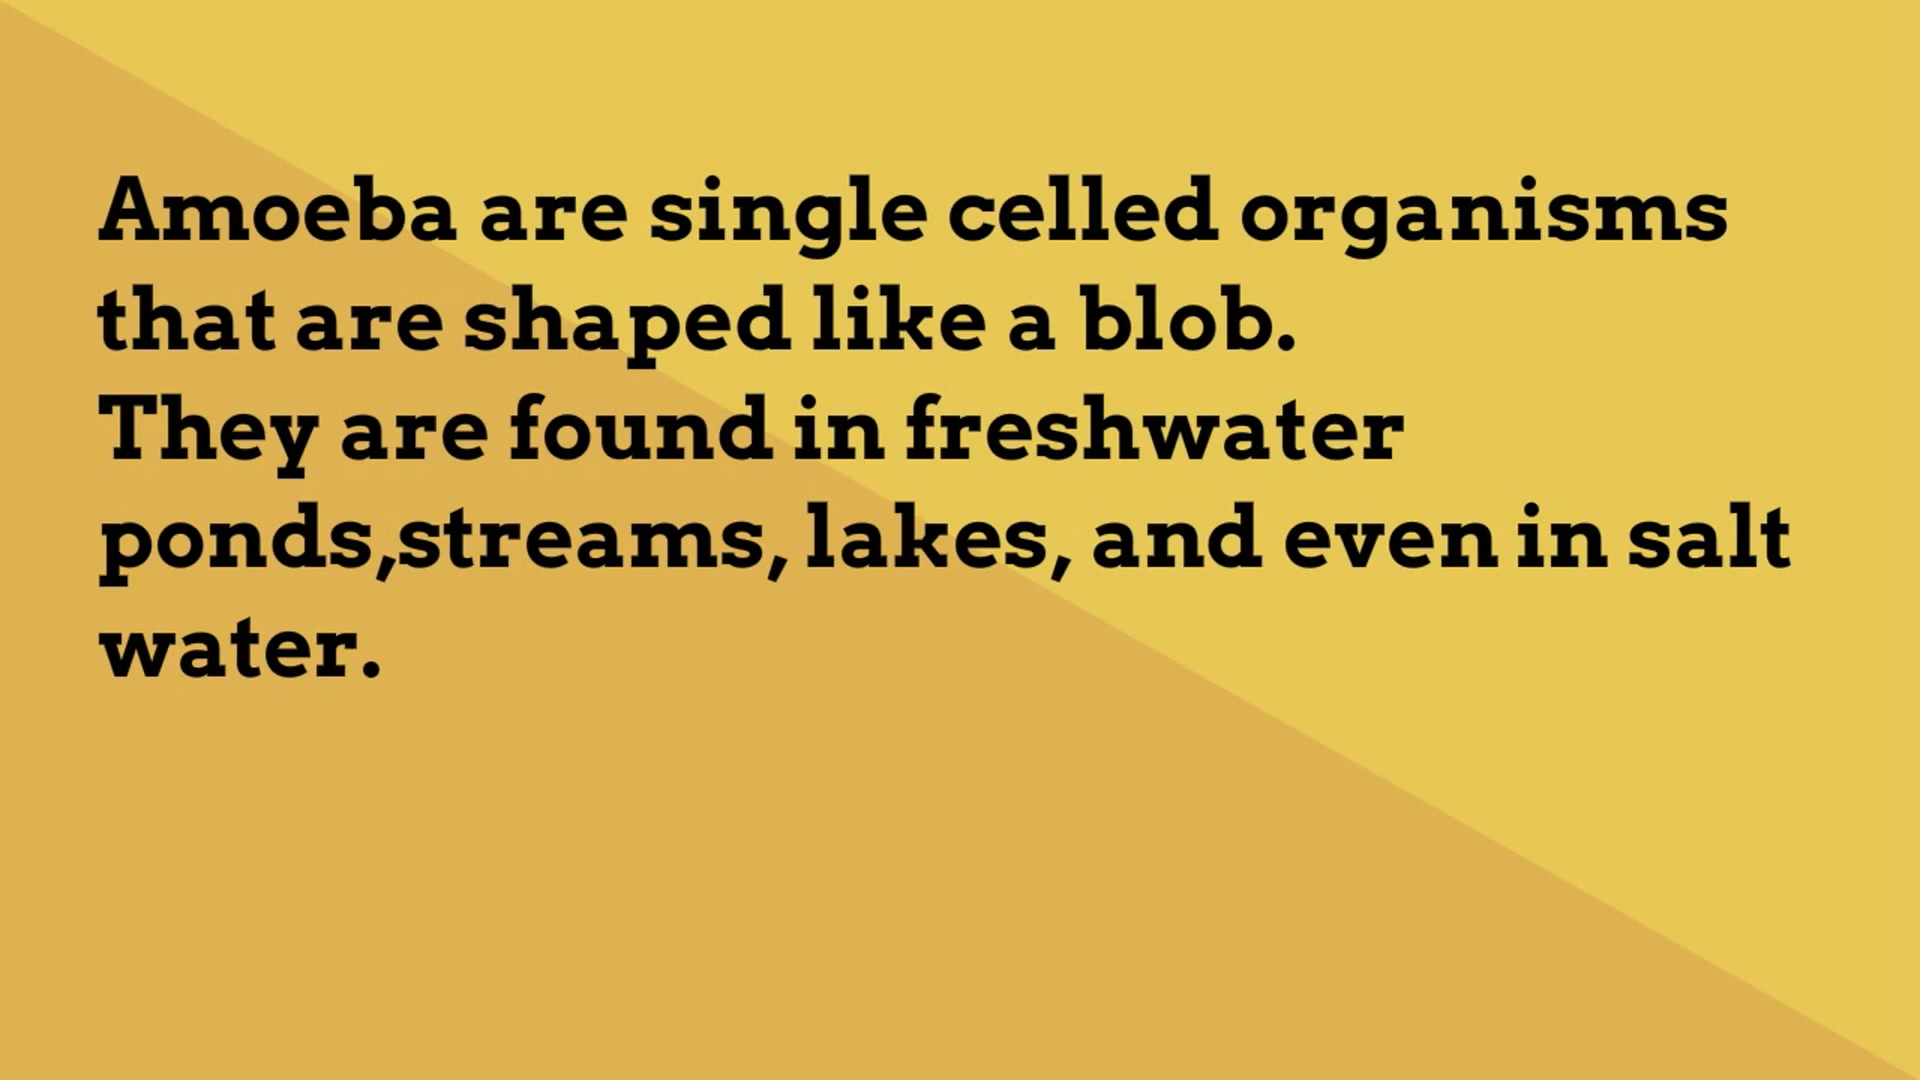 Amoeba are single celled organisms
that are shaped like a blob.
They are found in freshwater
ponds,streams, lakes, and even in salt
water.